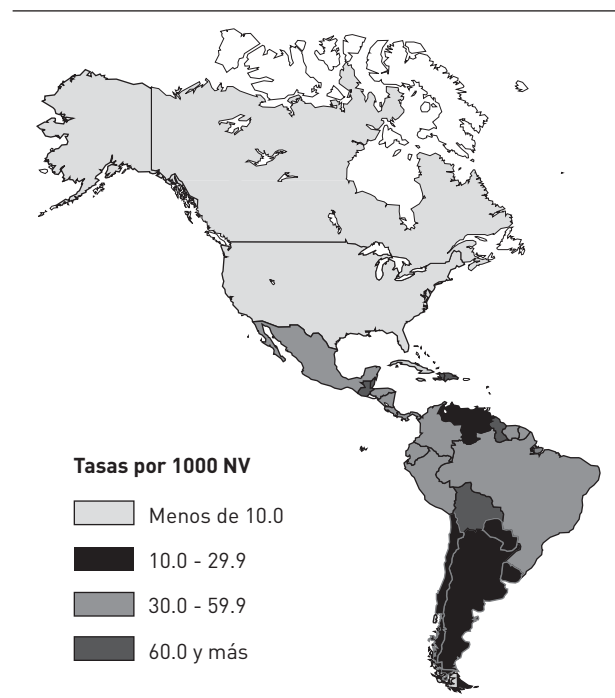 Tasas por 1000 NV
Menos de 10.0
10.0 - 29.9
30.0 - 59.9
60.0 y más